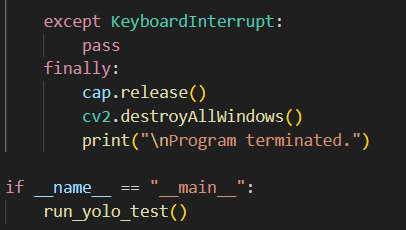 except KeyboardInterrupt:
pass
finally:
cap.release()
cv2.destroyAllWindows()
print("\nProgram terminated.")
if __name__ == "__main__":
run_yolo_test()